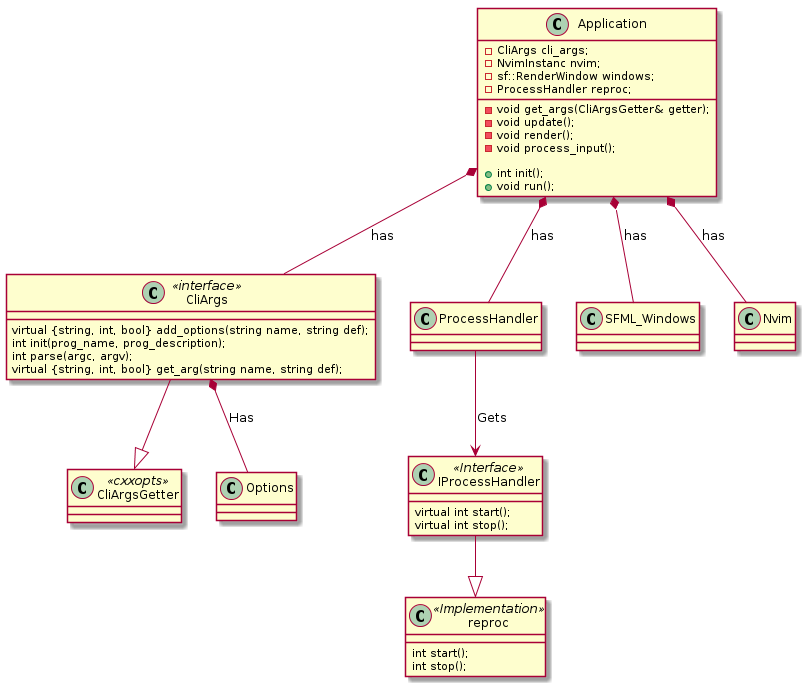 C Application
CliArgs cli_args;
NvimInstanc nvim;
sf::RenderWindow windows;
ProcessHandler reproc;
void get_args(CliArgsGetter& getter);
void update();
void render();
void process_input();
int init();
void run();
has
has
has
has
«interface»
C CliArgs
virtual {string, int, bool} add_options(string name, string def);
int init(prog_name, prog_description);
int parse(argc, argv);
virtual {string, int, bool} get_arg(string name, string def);
C ProcessHandler
C SFML_Windows
C Nvim
Has
Gets
«cxxopts»
C CliArgsGetter
C Options
«Interface»
C IProcessHandler
virtual int start();
virtual int stop();
«Implementation»
C reproc
int start();
int stop();